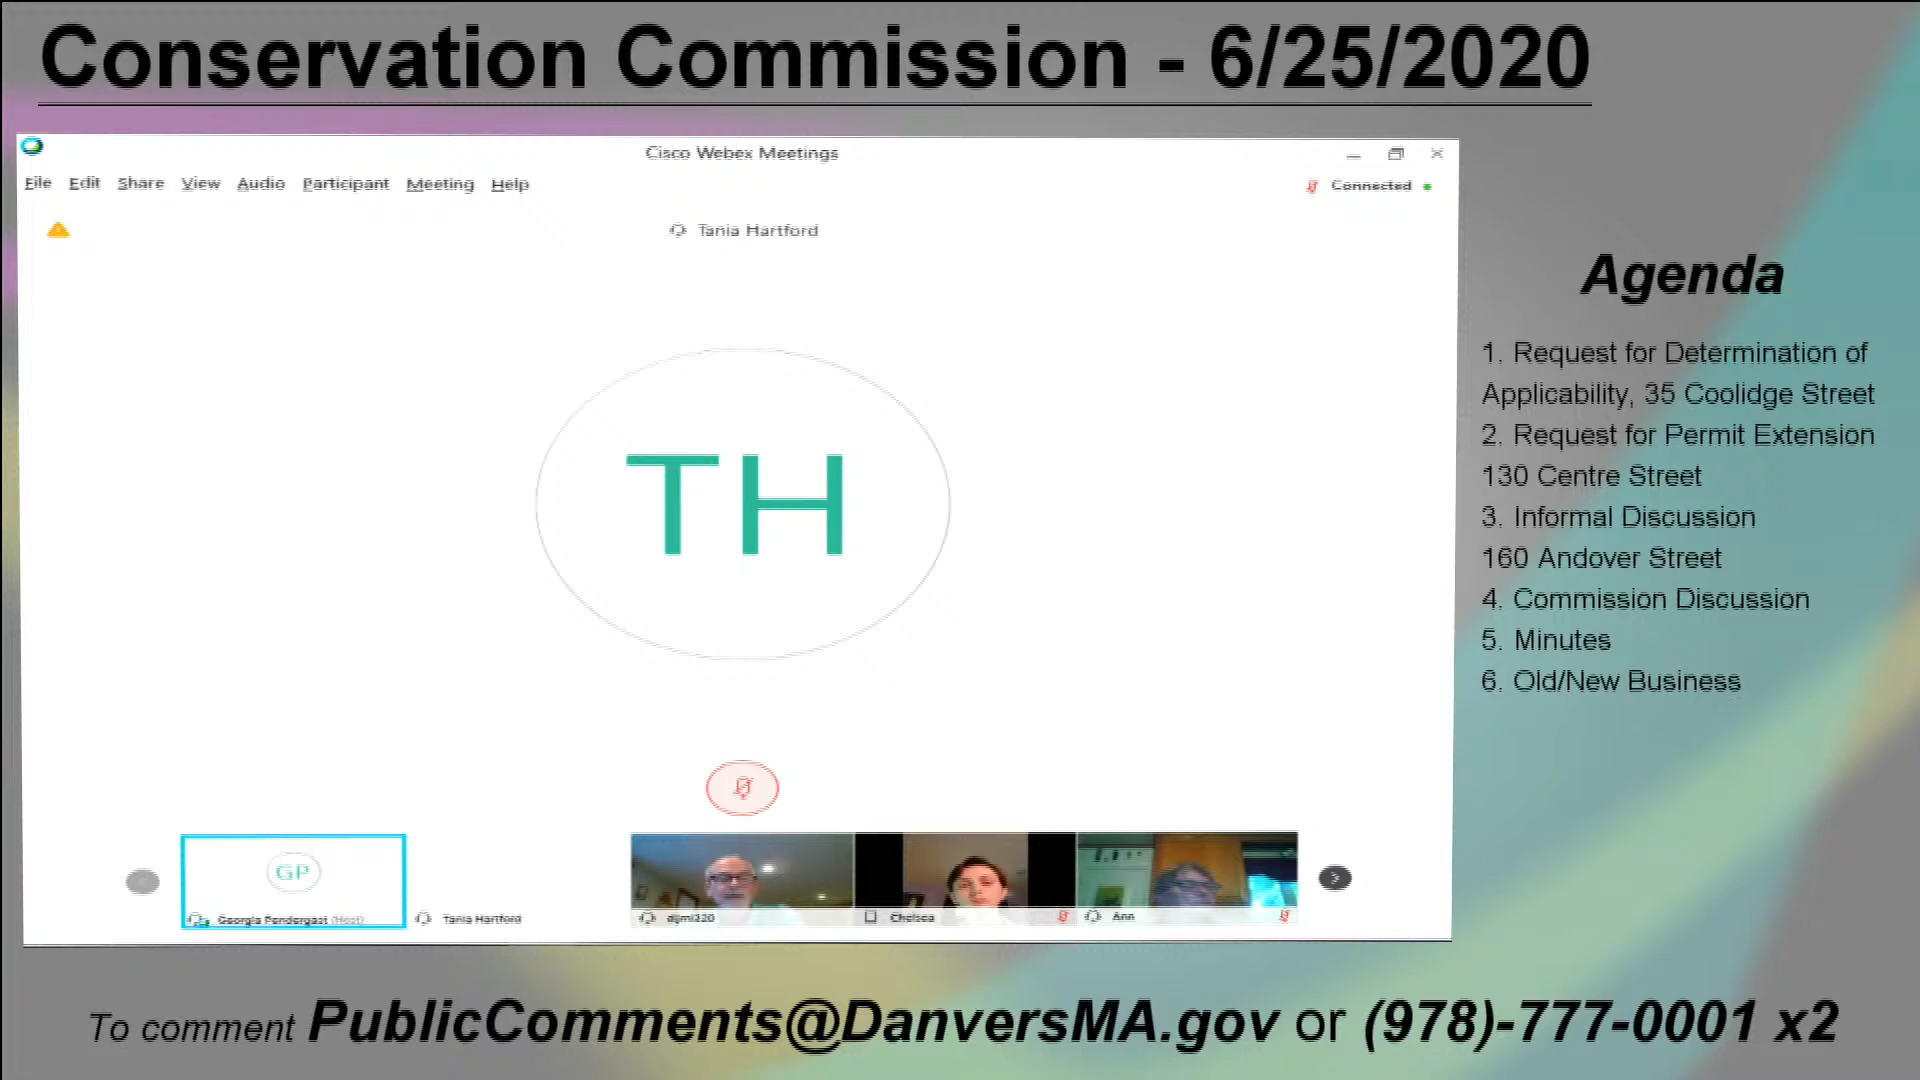 Conservation Commission - 6/25/2020
Cisco Webex Meetings
File Edit Share View Audio Participant Meeting Help
Connected
Tania Hartford
TH
GP
Georgia Pendergast (Host)
Tania Hartford
djml320
Chelsea
Ann
Agenda
1. Request for Determination of
Applicability, 35 Coolidge Street
2. Request for Permit Extension
130 Centre Street
3. Informal Discussion
160 Andover Street
4. Commission Discussion
5. Minutes
6. Old/New Business
To comment PublicComments@DanversMA.gov or (978)-777-0001 x2